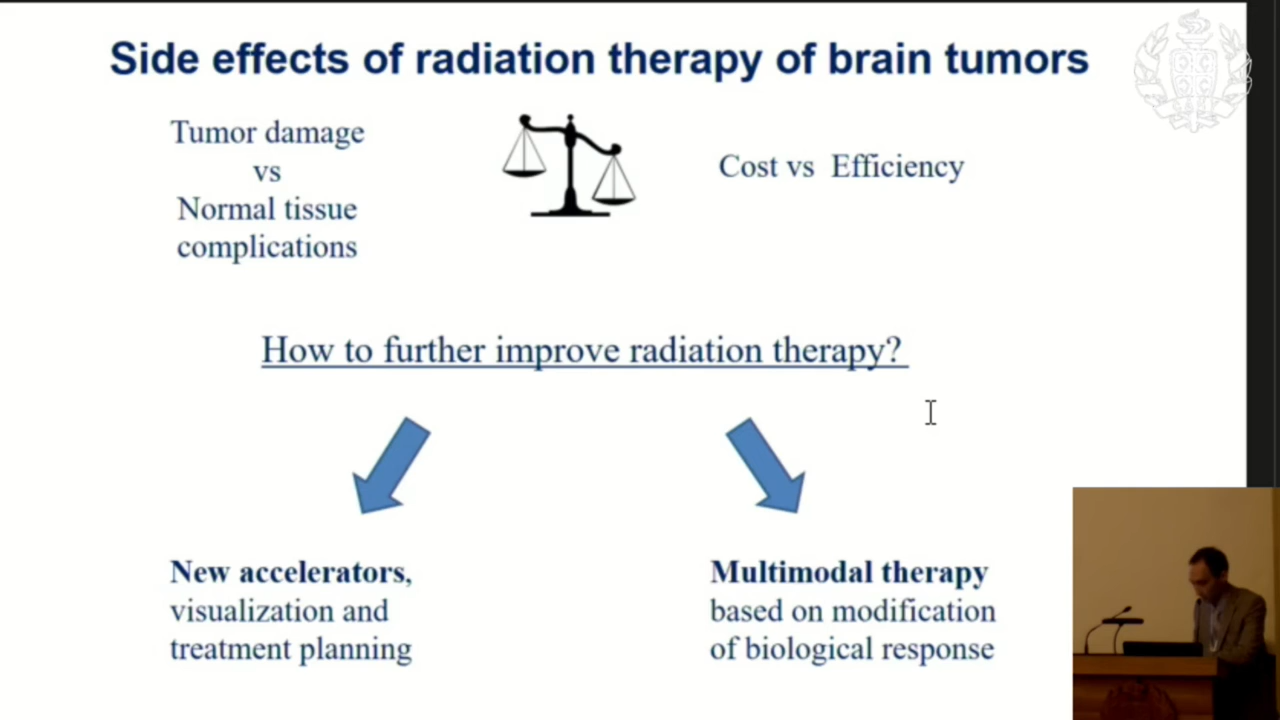 Side effects of radiation therapy of brain tumors
Tumor damage
vs
Normal tissue
complications
Cost vs Efficiency
How to further improve radiation therapy?
New accelerators,
visualization and
treatment planning
Multimodal therapy
based on modification
of biological response